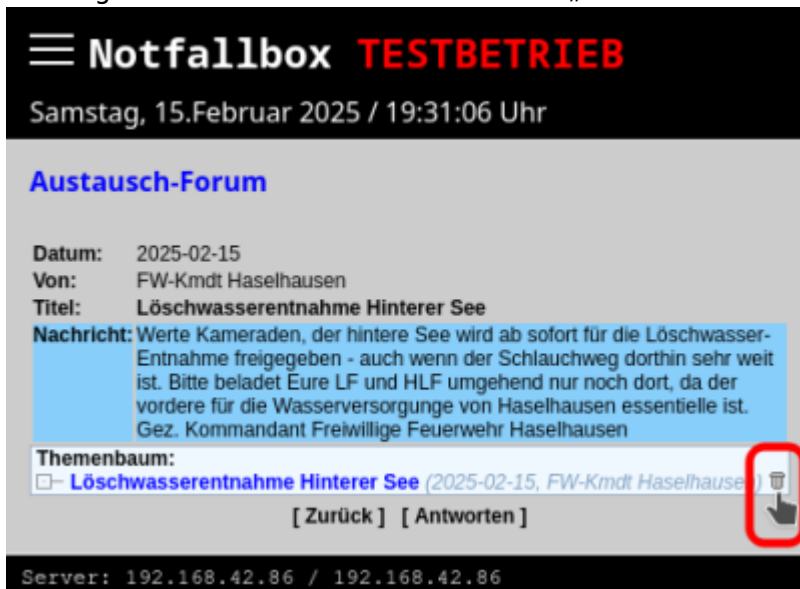 Notfallbox TESTBETRIEB
Samstag, 15.Februar 2025 / 19:31:06 Uhr
Austausch-Forum
Datum: 2025-02-15
Von: FW-Kmdt Haselhausen
Titel: Löschwasserentnahme Hinterer See
Nachricht: Werte Kameraden, der hintere See wird ab sofort für die Löschwasser-
Entnahme freigegeben - auch wenn der Schlauchweg dorthin sehr weit
ist. Bitte beladet Eure LF und HLF umgehend nur noch dort, da der
vordere für die Wasserversorgunge von Haselhausen essentielle ist.
Gez. Kommandant Freiwillige Feuerwehr Haselhausen
Themenbaum:
Löschwasserentnahme Hinterer See (2025-02-15, FW-Kmdt Haselhausen)
[ Zurück ] [ Antworten ]
Server: 192.168.42.86 / 192.168.42.86